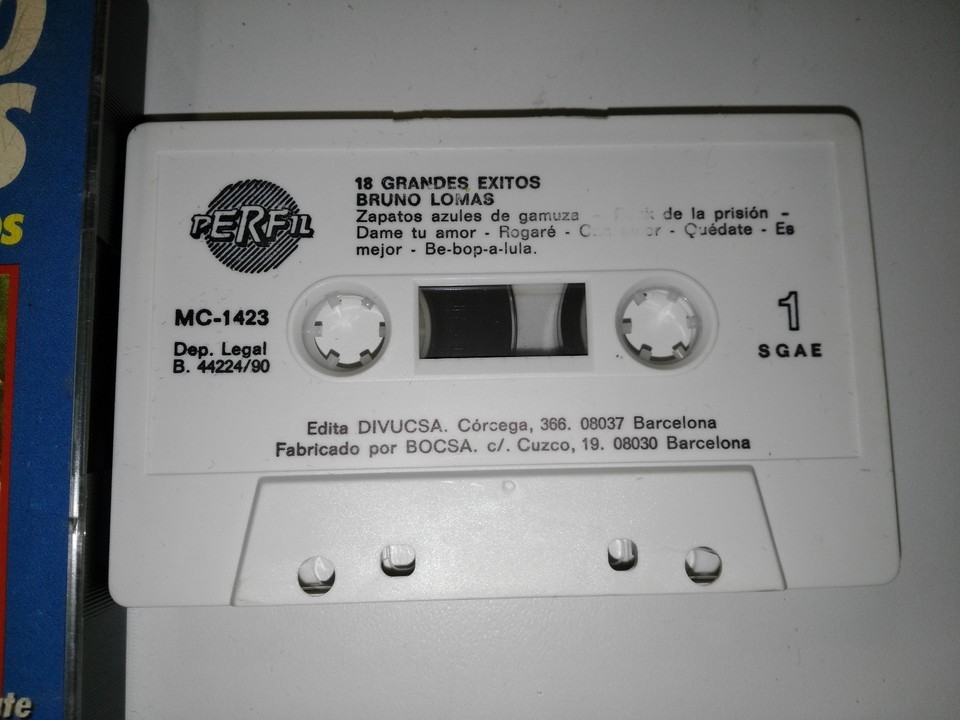 PERFIL
18 GRANDES EXITOS
BRUNO LOMAS
Zapatos azules de gamuza - de la prisión -
Dame tu amor - Rogaré - - Quédate - Es
mejor - Be-bop-a-lula.
MC-1423
Dep. Legal
B. 44224/90
1
SGAE
Edita DIVUCSA. Córcega, 366. 08037 Barcelona
Fabricado por BOCSA. c/. Cuzco, 19. 08030 Barcelona